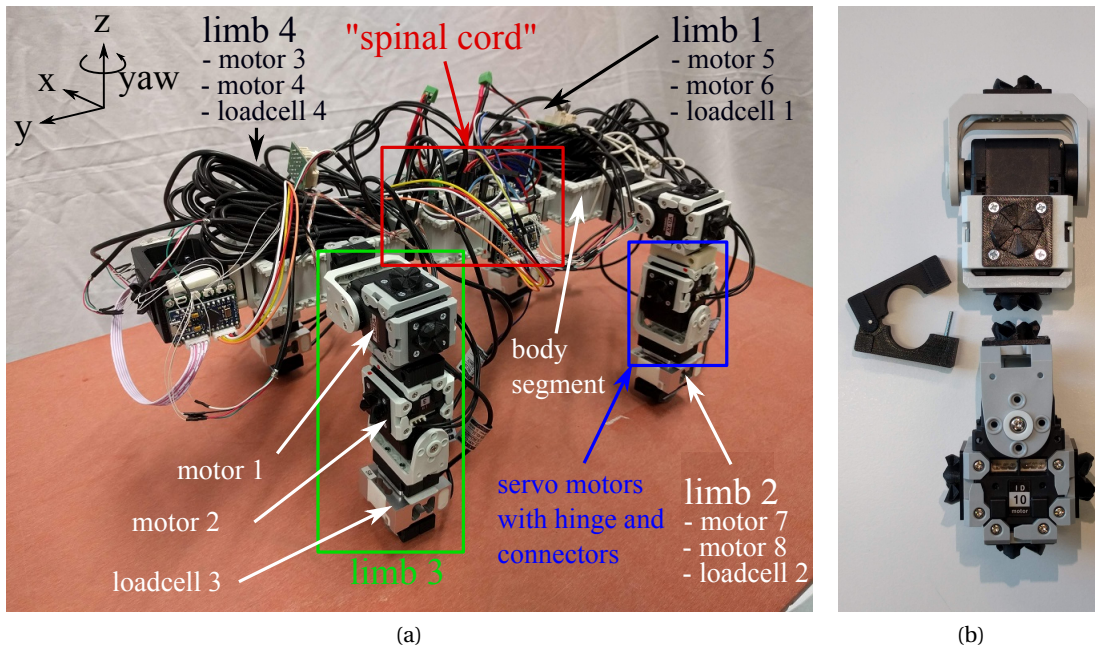 z
x
yaw
y
limb 4
- motor 3
- motor 4
- loadcell 4
"spinal cord"
limb 1
- motor 5
- motor 6
- loadcell 1
body
segment
motor 1
motor 2
loadcell 3
limb 3
servo motors
with hinge and
connectors
limb 2
- motor 7
- motor 8
- loadcell 2
ID
10
motor
(a)
(b)